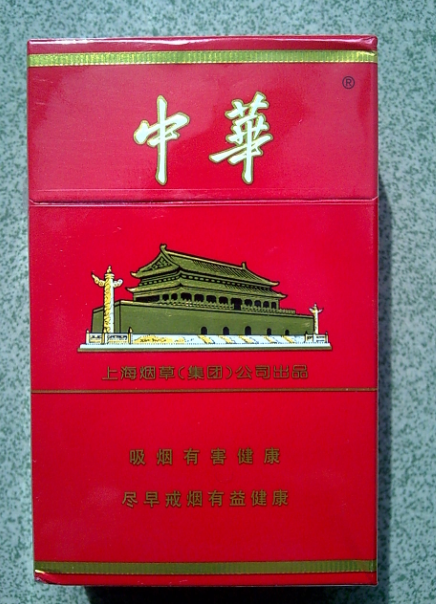 中華
®
上海烟草(集团)公司出品
吸烟有害健康
尽早戒烟有益健康